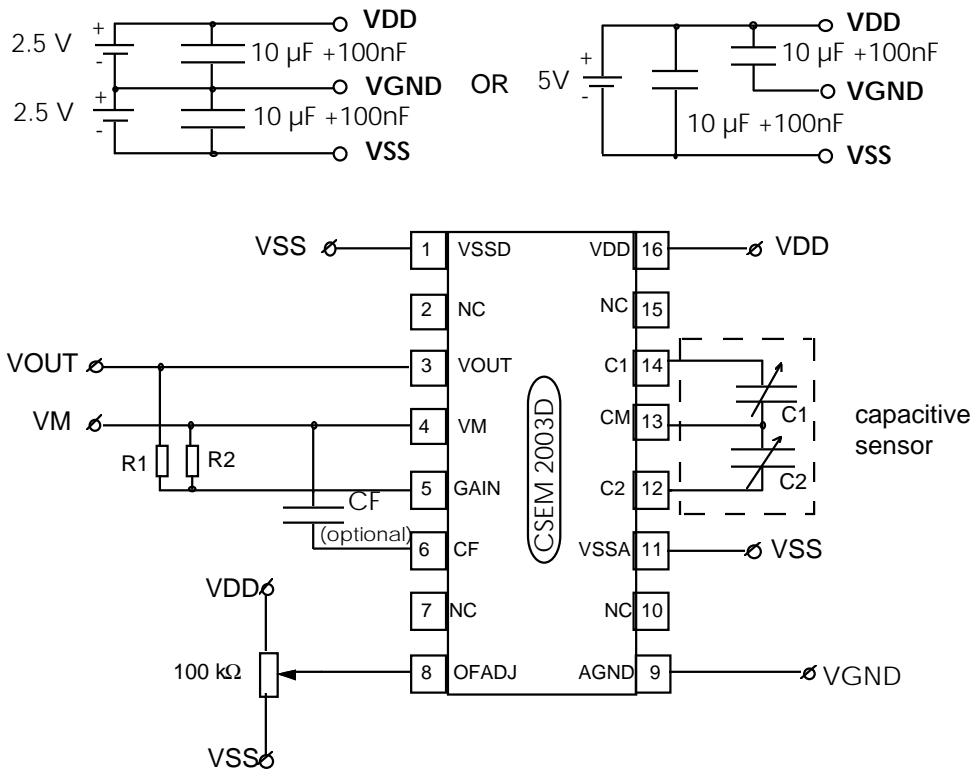 2.5 V
+
-
VDD
10 µF +100nF
VGND
2.5 V
+
-
10 µF +100nF
VSS
OR
5V
+
-
VDD
10 µF +100nF
VGND
10 µF +100nF
VSS
VSS
1
VSSD
VDD
16
VDD
2
NC
NC
15
VOUT
3
VOUT
C1
14
VM
4
VM
CM
13
C1
capacitive
sensor
R1
R2
5
GAIN
C2
12
C2
CF
(optional)
6
CF
VSSA
11
VSS
VDD
7
NC
NC
10
100 kΩ
8
OFADJ
AGND
9
VGND
VSS
CSEM 2003D